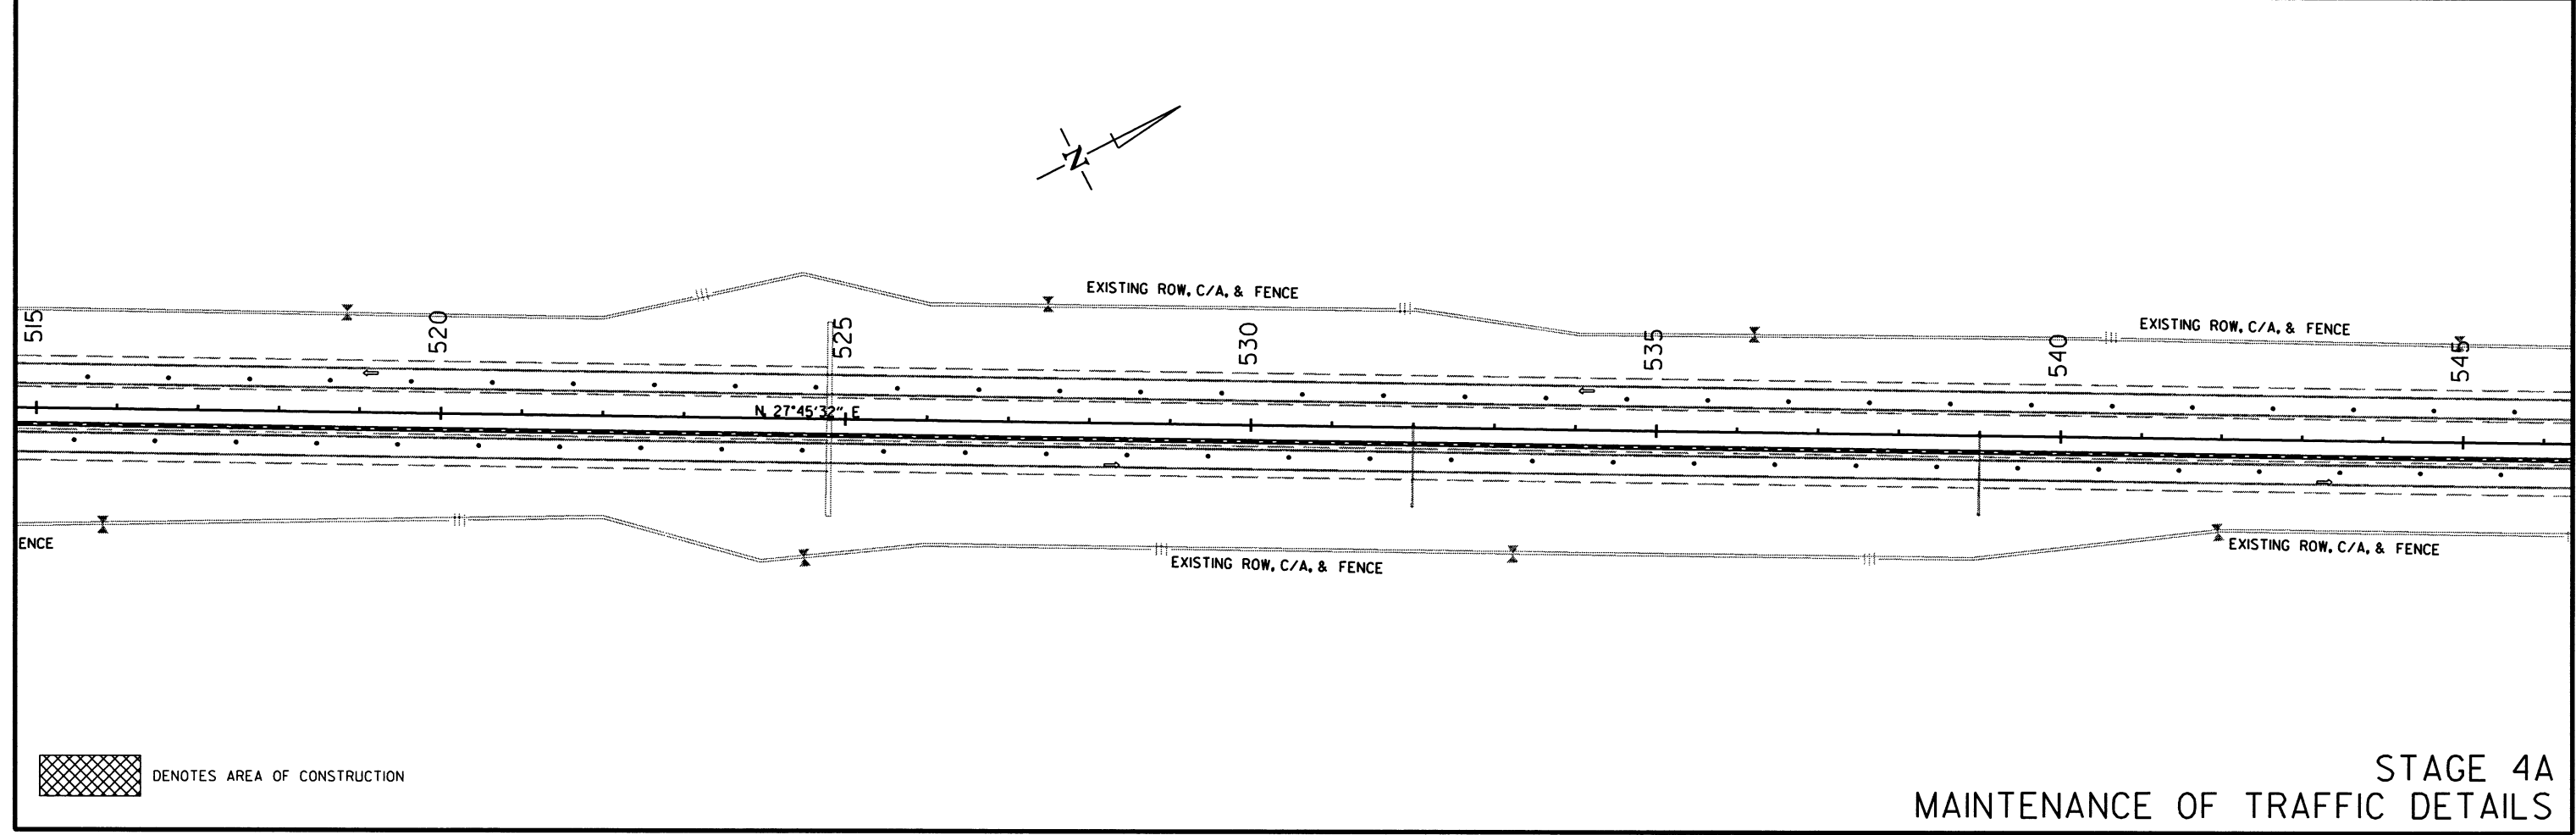 N
EXISTING ROW, C/A, & FENCE
EXISTING ROW, C/A, & FENCE
515
520
525
530
535
540
545
N 27°45'32" E
ENCE
EXISTING ROW, C/A, & FENCE
EXISTING ROW, C/A, & FENCE
DENOTES AREA OF CONSTRUCTION
STAGE 4A
MAINTENANCE OF TRAFFIC DETAILS